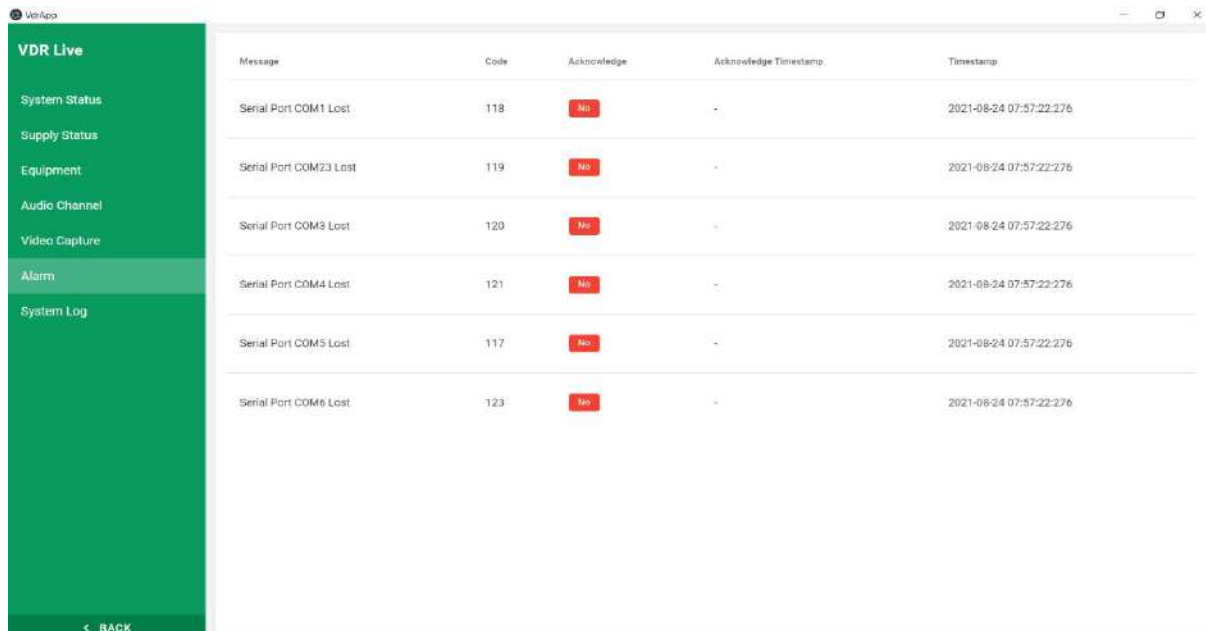 VdrApp
VDR Live
System Status
Supply Status
Equipment
Audio Channel
Video Capture
Alarm
System Log
< BACK
Message Code Acknowledge Acknowledge Timestamp Timestamp
Serial Port COM1 Lost 118 No - 2021-08-24 07:57:22:276
Serial Port COM23 Lost 119 No - 2021-08-24 07:57:22:276
Serial Port COM3 Lost 120 No - 2021-08-24 07:57:22:276
Serial Port COM4 Lost 121 No - 2021-08-24 07:57:22:276
Serial Port COM5 Lost 117 No - 2021-08-24 07:57:22:276
Serial Port COM6 Lost 123 No - 2021-08-24 07:57:22:276